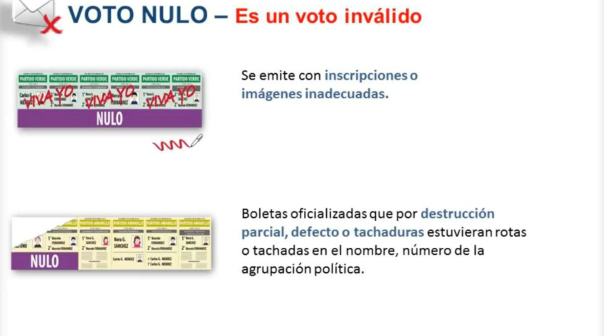 VOTO NULO – Es un voto inválido
PARTIDO VERDE PARTIDO VERDE PARTIDO VERDE PARTIDO VERDE PARTIDO VERDE PARTIDO VERDE
VIVA YO VIVA YO VIVA YO
NULO
Se emite con inscripciones o
imágenes inadecuadas.
NULO
Boletas oficializadas que por destrucción
parcial, defecto o tachaduras estuvieran rotas
o tachadas en el nombre, número de la
agrupación política.